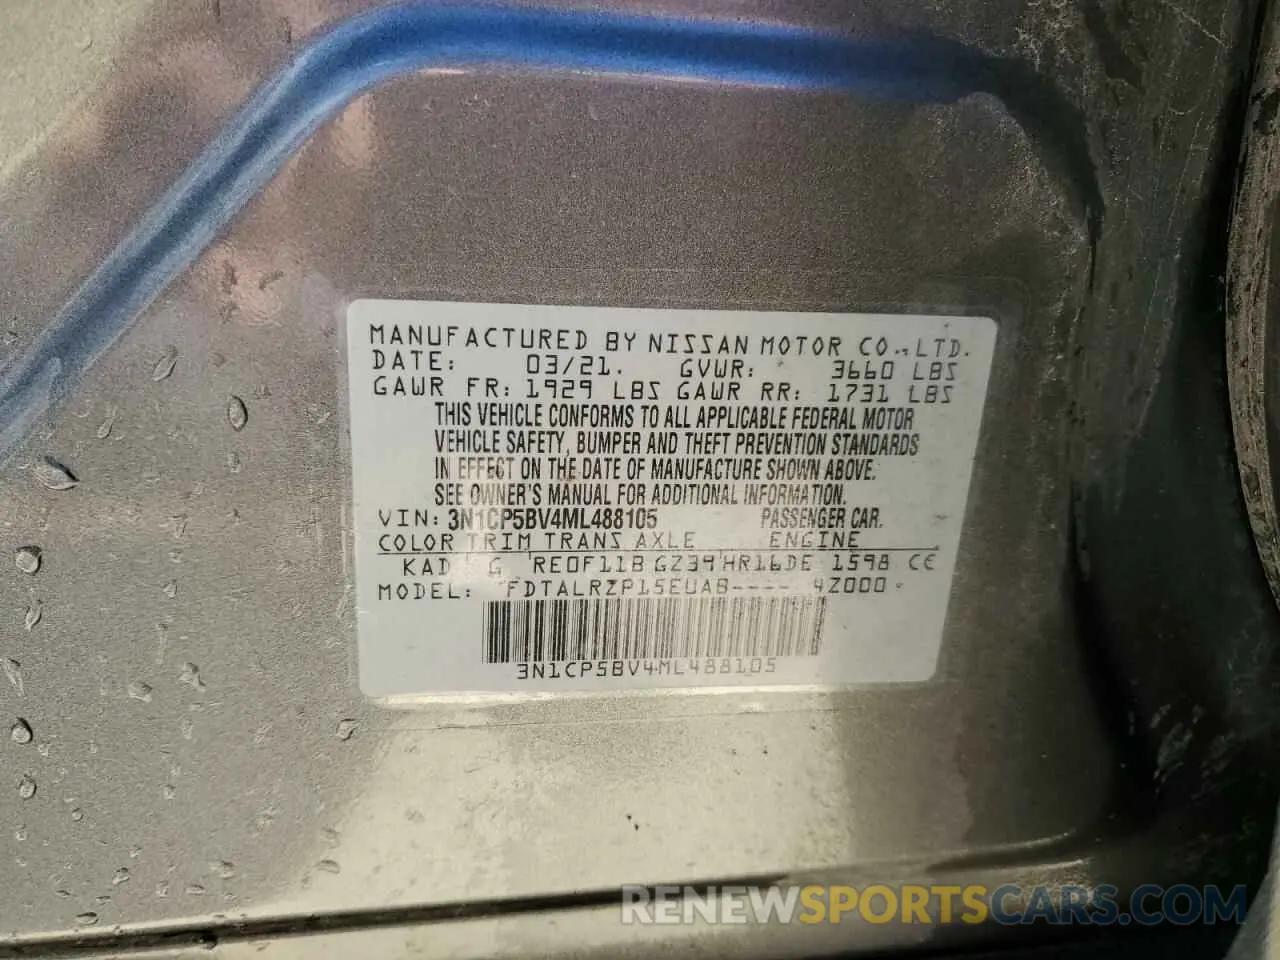 MANUFACTURED BY NISSAN MOTOR CO.,LTD.
DATE: 03/21. GVWR: 3660 LBS
GAWR FR: 1929 LBS GAWR RR: 1731 LBS
THIS VEHICLE CONFORMS TO ALL APPLICABLE FEDERAL MOTOR
VEHICLE SAFETY, BUMPER AND THEFT PREVENTION STANDARDS
IN EFFECT ON THE DATE OF MANUFACTURE SHOWN ABOVE.
SEE OWNER'S MANUAL FOR ADDITIONAL INFORMATION.
VIN: 3N1CP5BV4ML488105 PASSENGER CAR.
COLOR TRIM TRANS AXLE ENGINE
KAD G RE0F11B GZ39 HR16DE 1598 CC
MODEL: FDTALRZP15EUAB---- 4Z000
3N1CP5BV4ML488105
RENEWSPORTSCARS.COM